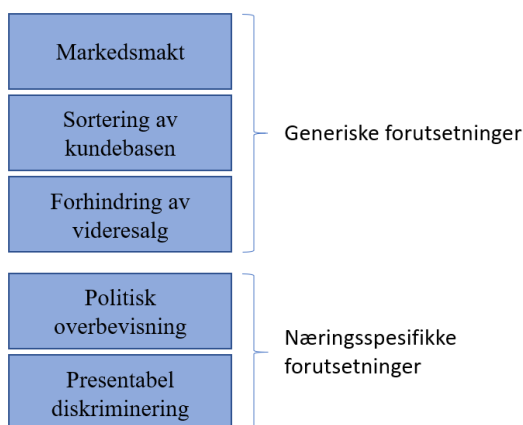 Markedsmakt
Sortering av
kundebasen
Forhindring av
videresalg
Generiske forutsetninger
Politisk
overbevisning
Presentabel
diskriminering
Næringsspesifikke
forutsetninger